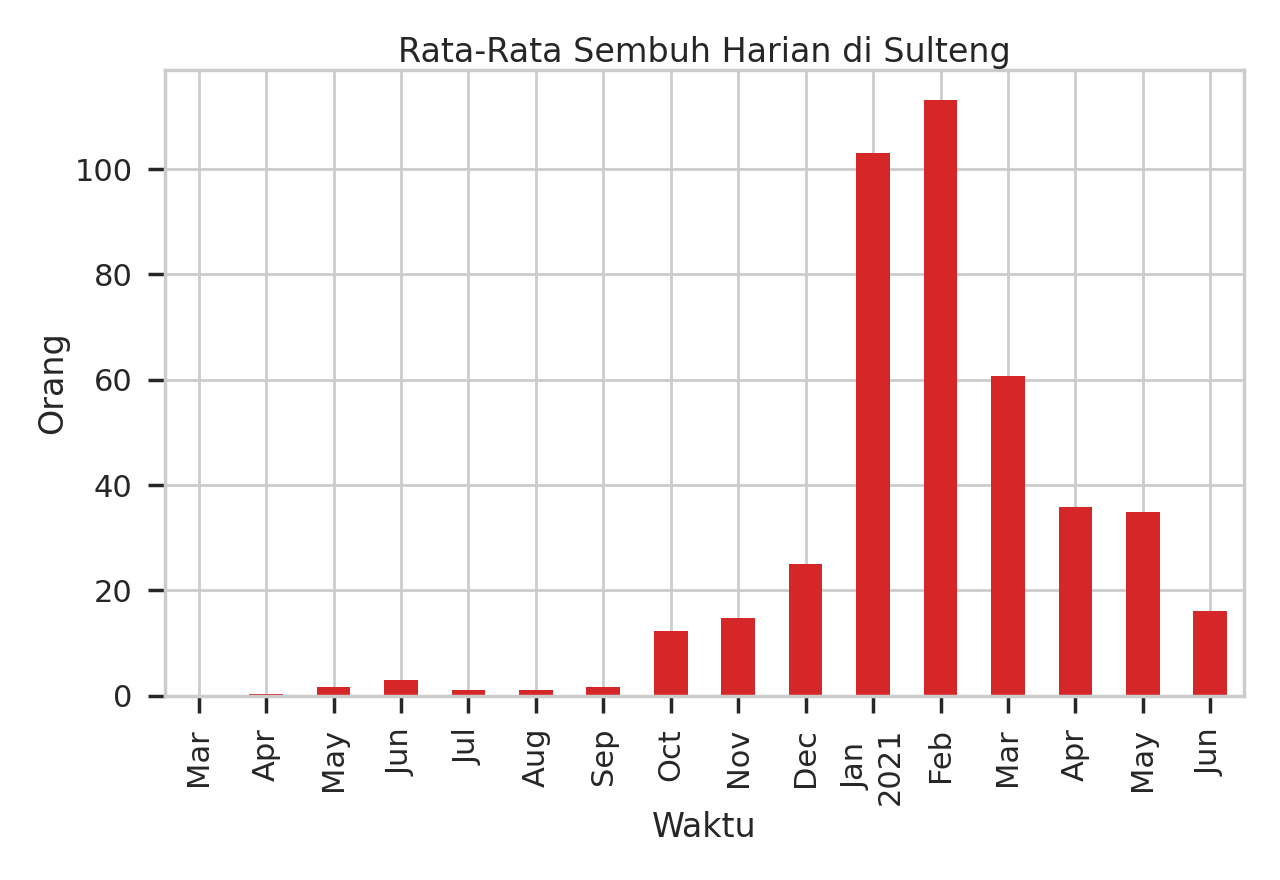 Rata-Rata Sembuh Harian di Sulteng
Orang
100
80
60
40
20
0
Mar
Apr
May
Jun
Jul
Aug
Sep
Oct
Nov
Dec
Jan
2021
Feb
Mar
Apr
May
Jun
Waktu